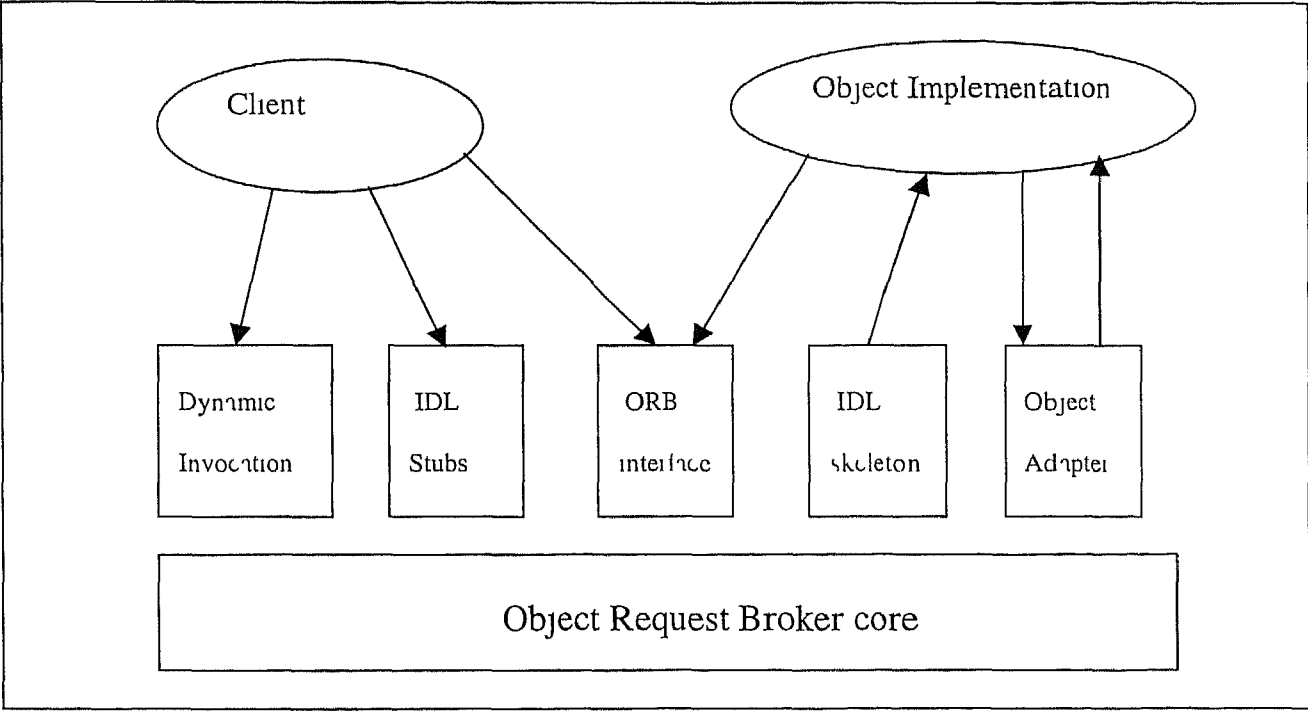 Client
Object Implementation
Dynamic
Invocation
IDL
Stubs
ORB
interface
IDL
skeleton
Object
Adapter
Object Request Broker core